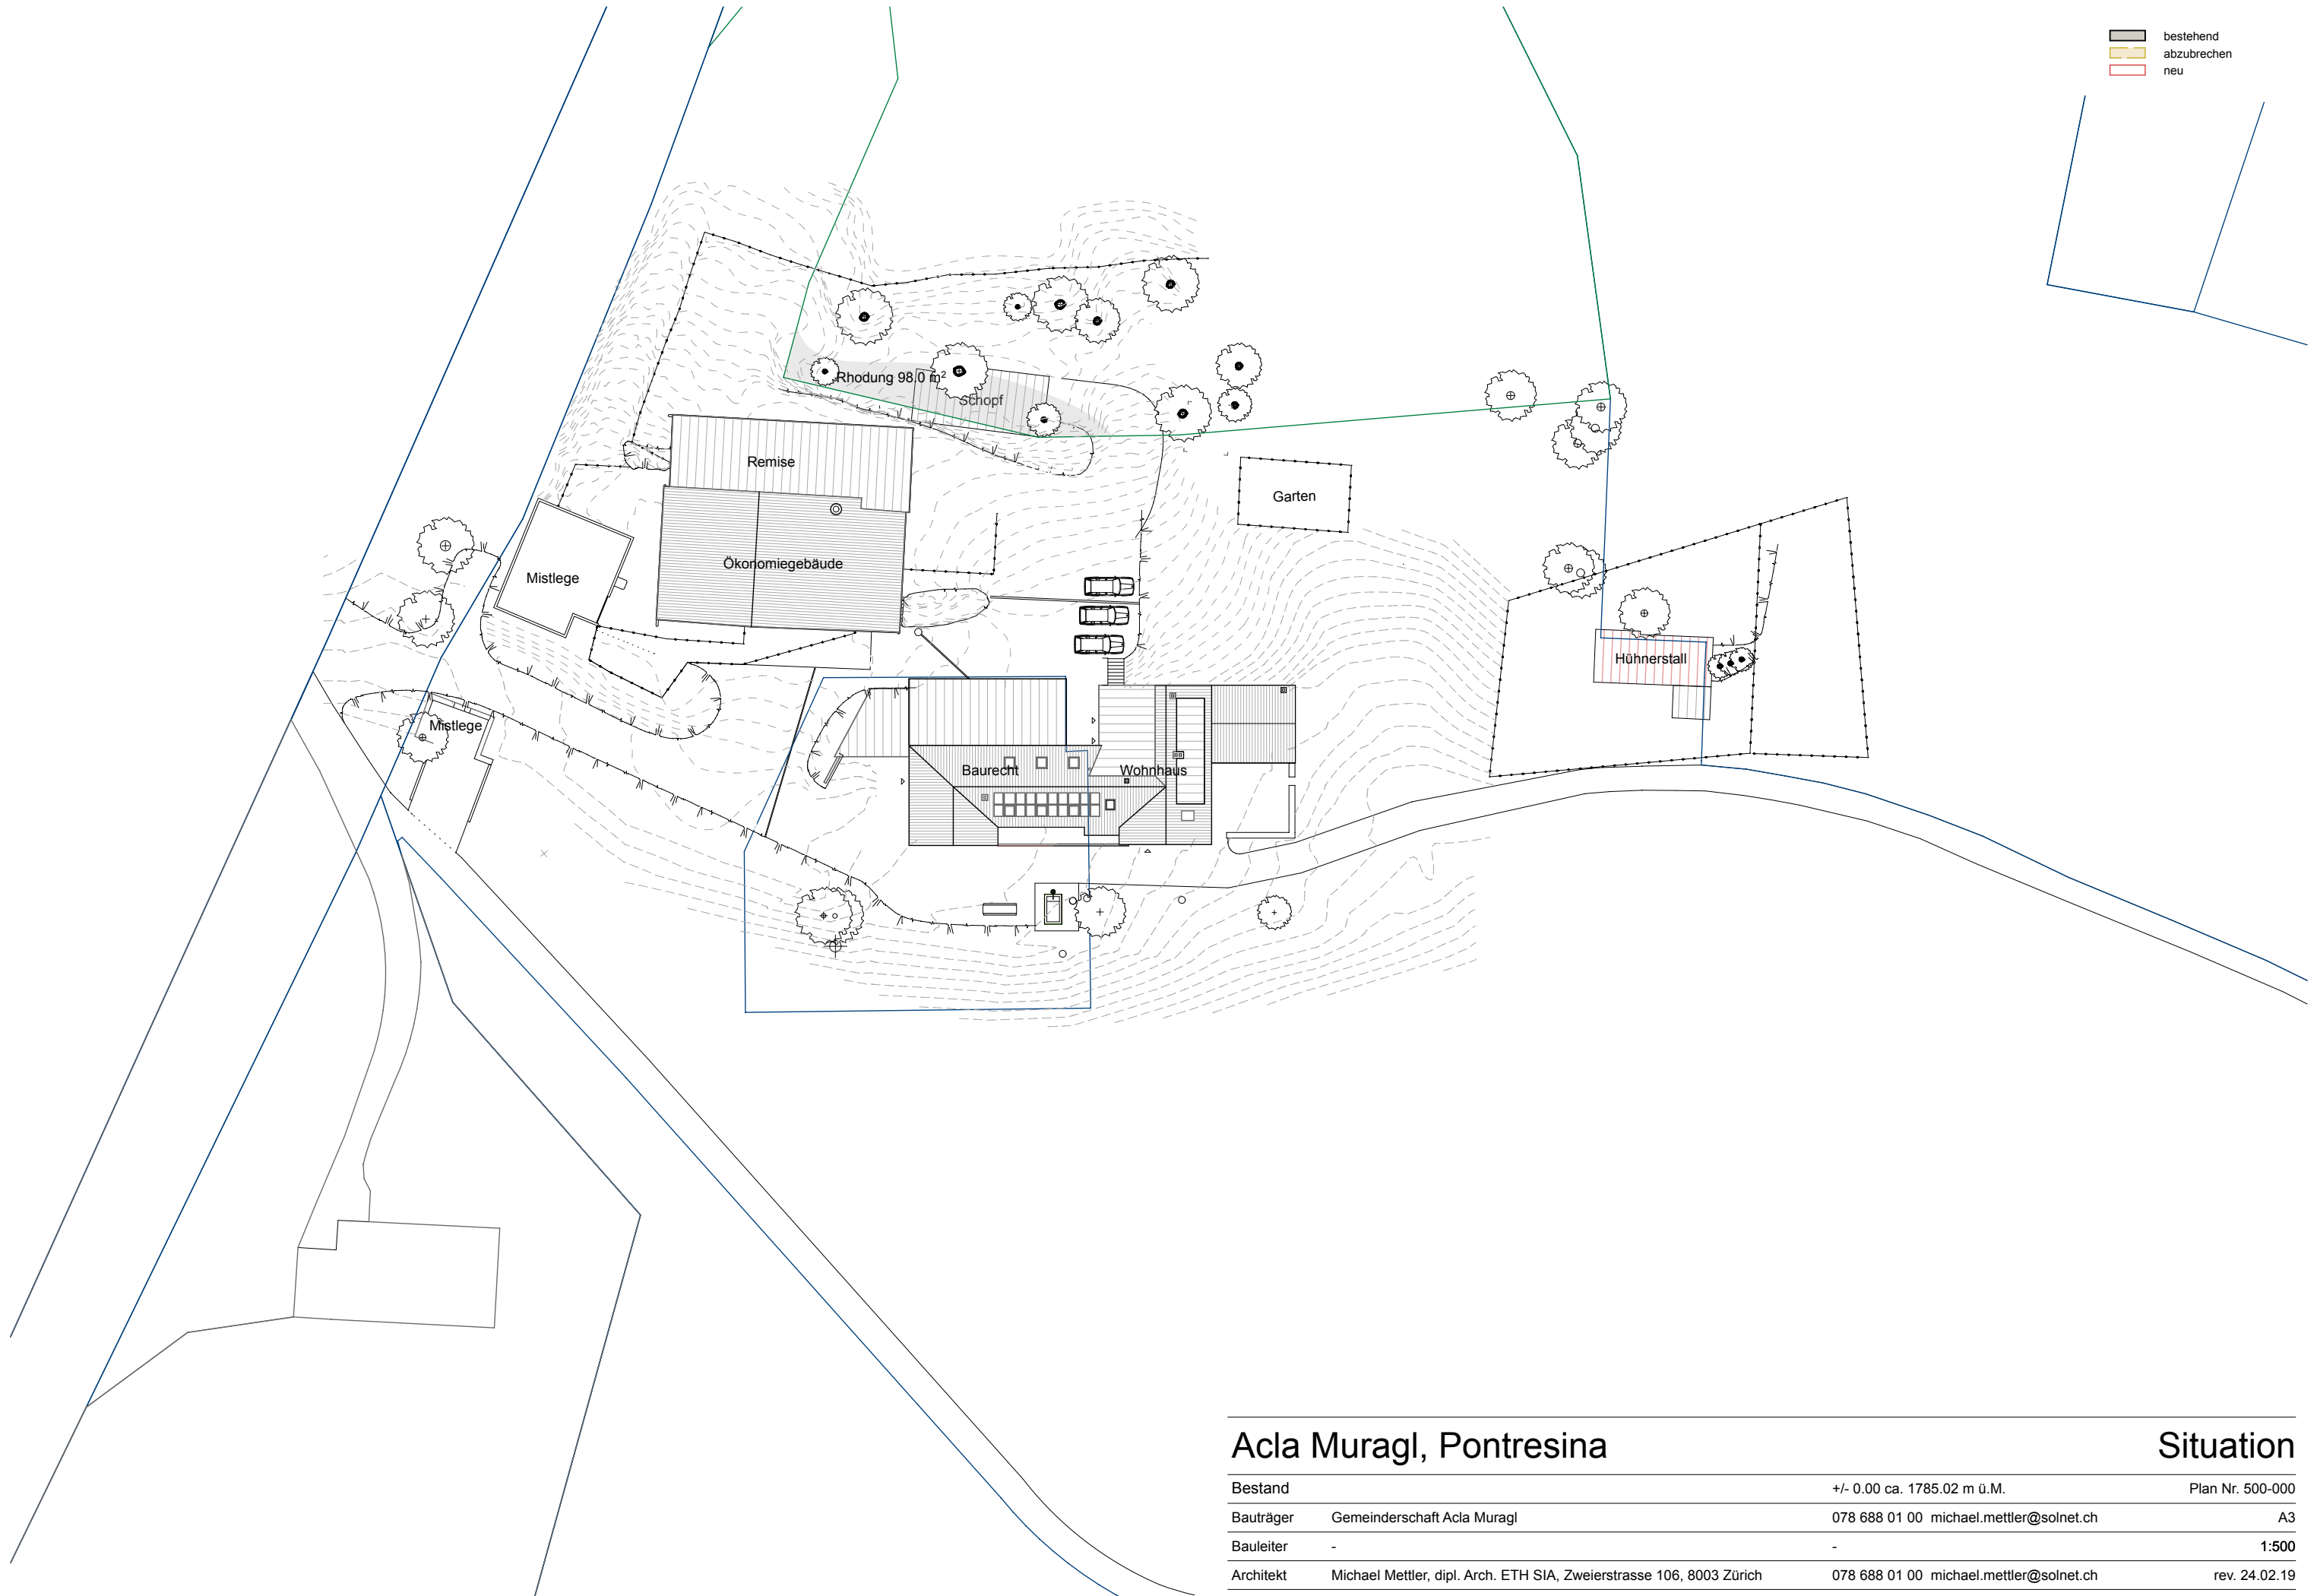 bestehend
abzubrechen
neu
Rhodung 98.0 m²
Schopf
Remise
Garten
Ökonomiegebäude
Mistlege
Hühnerstall
Mistlege
Baurecht
Wohnhaus
Acla Muragl, Pontresina Situation
Bestand +/- 0.00 ca. 1785.02 m ü.M. Plan Nr. 500-000
Bauträger Gemeinderschaft Acla Muragl 078 688 01 00 michael.mettler@solnet.ch A3
Bauleiter - - 1:500
Architekt Michael Mettler, dipl. Arch. ETH SIA, Zweierstrasse 106, 8003 Zürich 078 688 01 00 michael.mettler@solnet.ch rev. 24.02.19